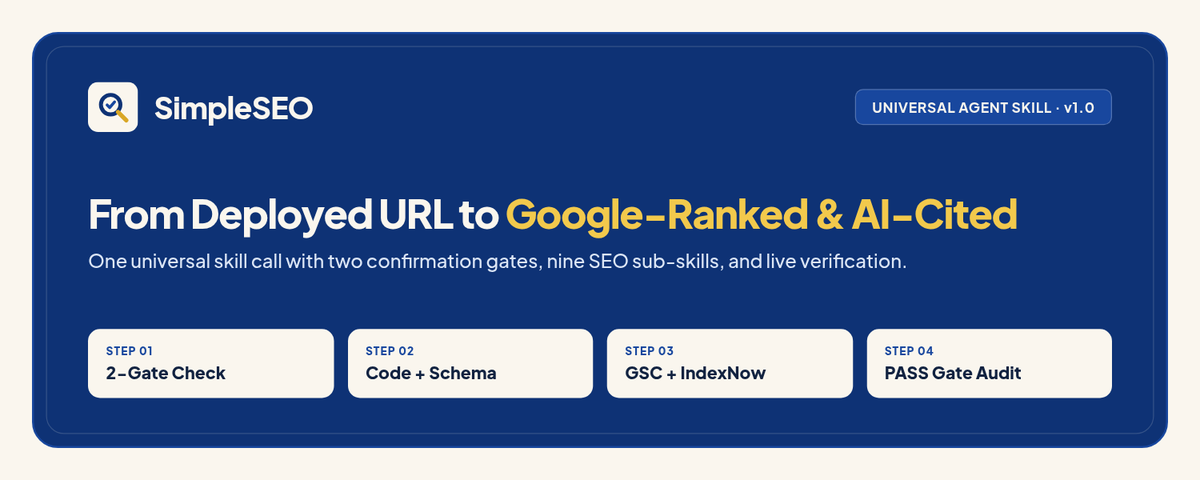 SimpleSEO
UNIVERSAL AGENT SKILL · v1.0
From Deployed URL to Google-Ranked & AI-Cited
One universal skill call with two confirmation gates, nine SEO sub-skills, and live verification.
STEP 01
2-Gate Check
STEP 02
Code + Schema
STEP 03
GSC + IndexNow
STEP 04
PASS Gate Audit